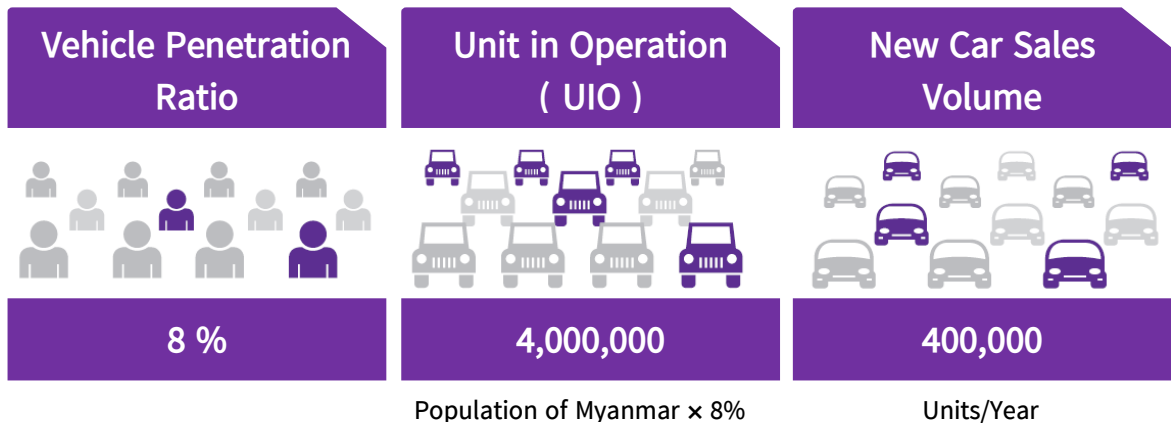 Vehicle Penetration
Ratio
8 %
Unit in Operation
( UIO )
4,000,000
Population of Myanmar × 8%
New Car Sales
Volume
400,000
Units/Year